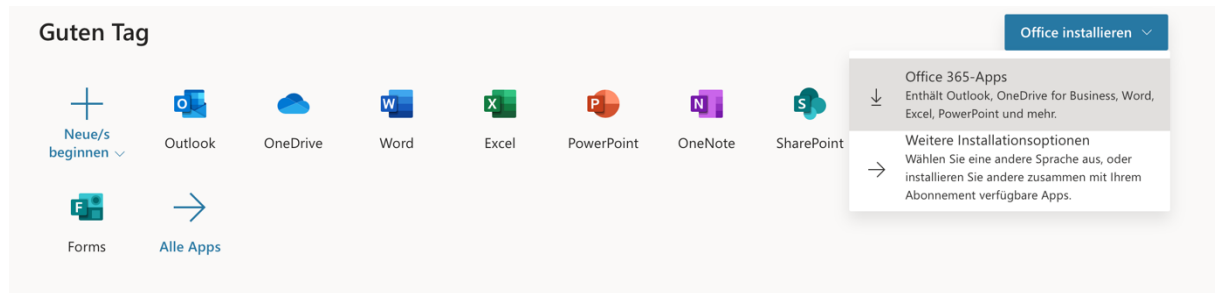 Guten Tag
Office installieren
Office 365-Apps
Enthält Outlook, OneDrive for Business, Word,
Excel, PowerPoint und mehr.
Weitere Installationsoptionen
Wählen Sie eine andere Sprache aus, oder
installieren Sie andere zusammen mit Ihrem
Abonnement verfügbare Apps.
Neue/s
beginnen
Outlook
OneDrive
Word
Excel
PowerPoint
OneNote
SharePoint
Forms
Alle Apps